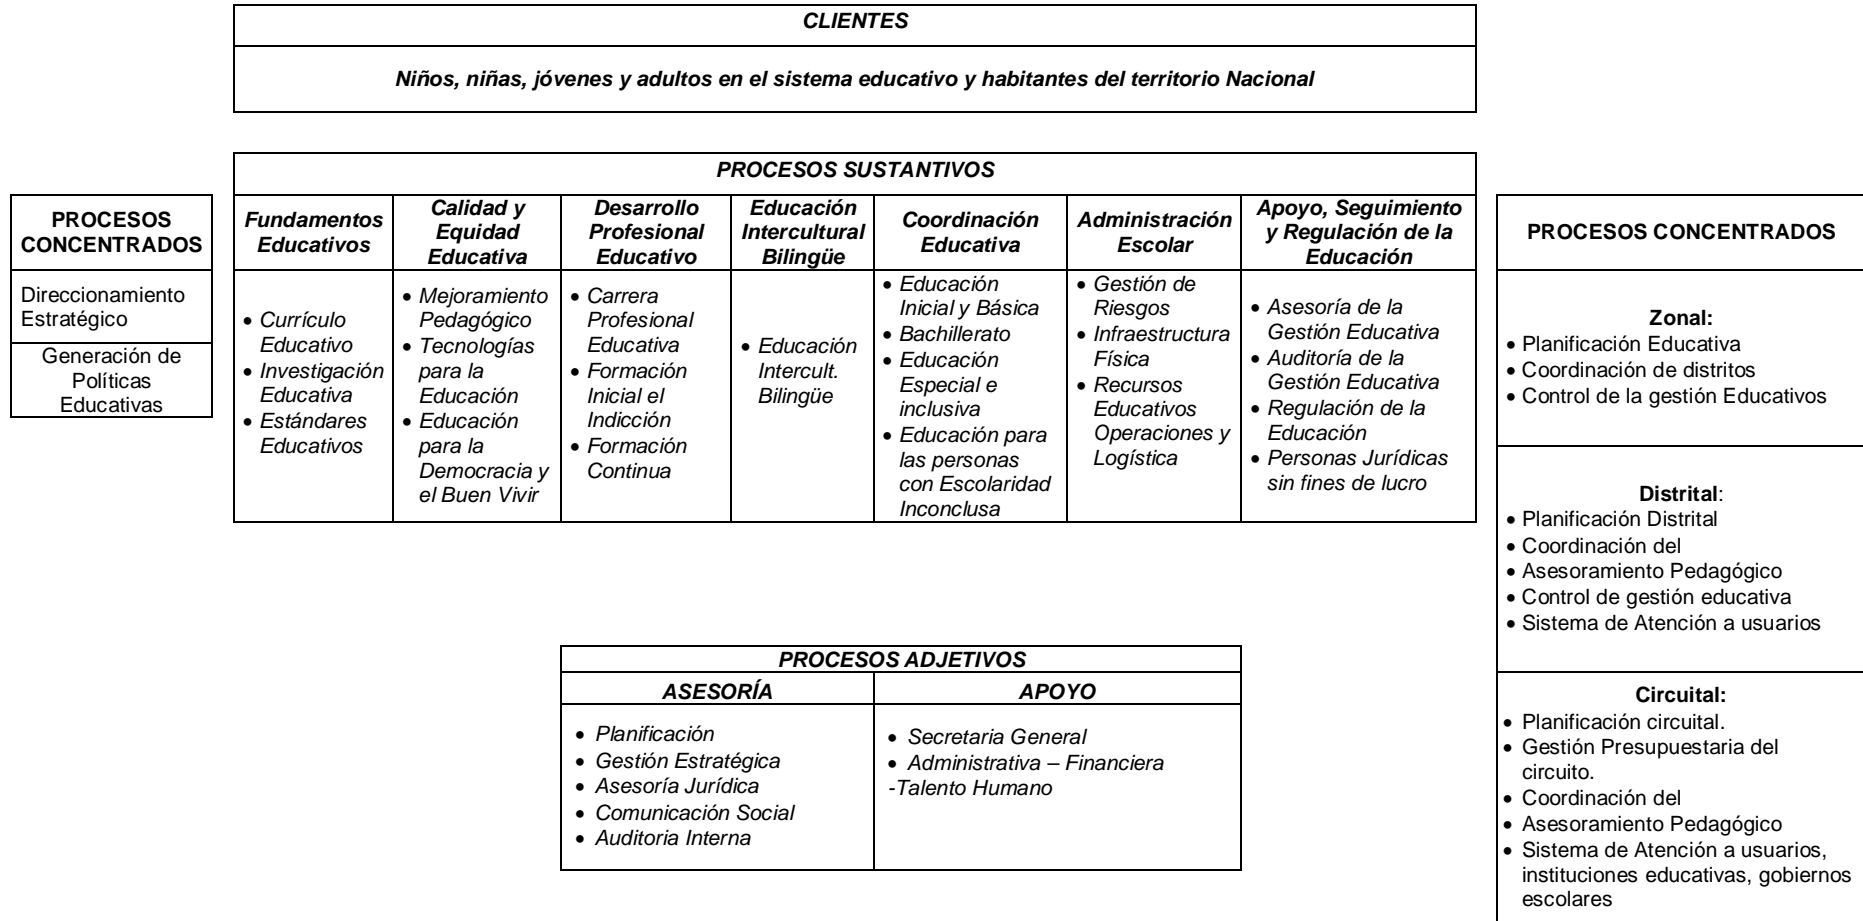 CLIENTES
Niños, niñas, jóvenes y adultos en el sistema educativo y habitantes del territorio Nacional
PROCESOS
CONCENTRADOS
Direccionamiento
Estratégico
Generación de
Políticas
Educativas
PROCESOS SUSTANTIVOS
Fundamentos
Educativos
• Currículo
Educativo
• Investigación
Educativa
• Estándares
Educativos
Calidad y
Equidad
Educativa
• Mejoramiento
Pedagógico
• Tecnologías
para la
Educación
• Educación
para la
Democracia y
el Buen Vivir
Desarrollo
Profesional
Educativo
• Carrera
Profesional
Educativa
• Formación
Inicial el
Indicción
• Formación
Continua
Educación
Intercultural
Bilingüe
• Educación
Intercult.
Bilingüe
Coordinación
Educativa
• Educación
Inicial y Básica
• Bachillerato
• Educación
Especial e
inclusiva
• Educación para
las personas
con Escolaridad
Inconclusa
Administración
Escolar
• Gestión de
Riesgos
• Infraestructura
Física
• Recursos
Educativos
Operaciones y
Logística
Apoyo, Seguimiento
y Regulación de la
Educación
• Asesoría de la
Gestión Educativa
• Auditoría de la
Gestión Educativa
• Regulación de la
Educación
• Personas Jurídicas
sin fines de lucro
PROCESOS CONCENTRADOS
Zonal:
• Planificación Educativa
• Coordinación de distritos
• Control de la gestión Educativos
Distrital:
• Planificación Distrital
• Coordinación del
• Asesoramiento Pedagógico
• Control de gestión educativa
• Sistema de Atención a usuarios
Circuital:
• Planificación circuital.
• Gestión Presupuestaria del
circuito.
• Coordinación del
• Asesoramiento Pedagógico
• Sistema de Atención a usuarios,
instituciones educativas, gobiernos
escolares
PROCESOS ADJETIVOS
ASESORÍA
• Planificación
• Gestión Estratégica
• Asesoría Jurídica
• Comunicación Social
• Auditoria Interna
APOYO
• Secretaria General
• Administrativa – Financiera
-Talento Humano